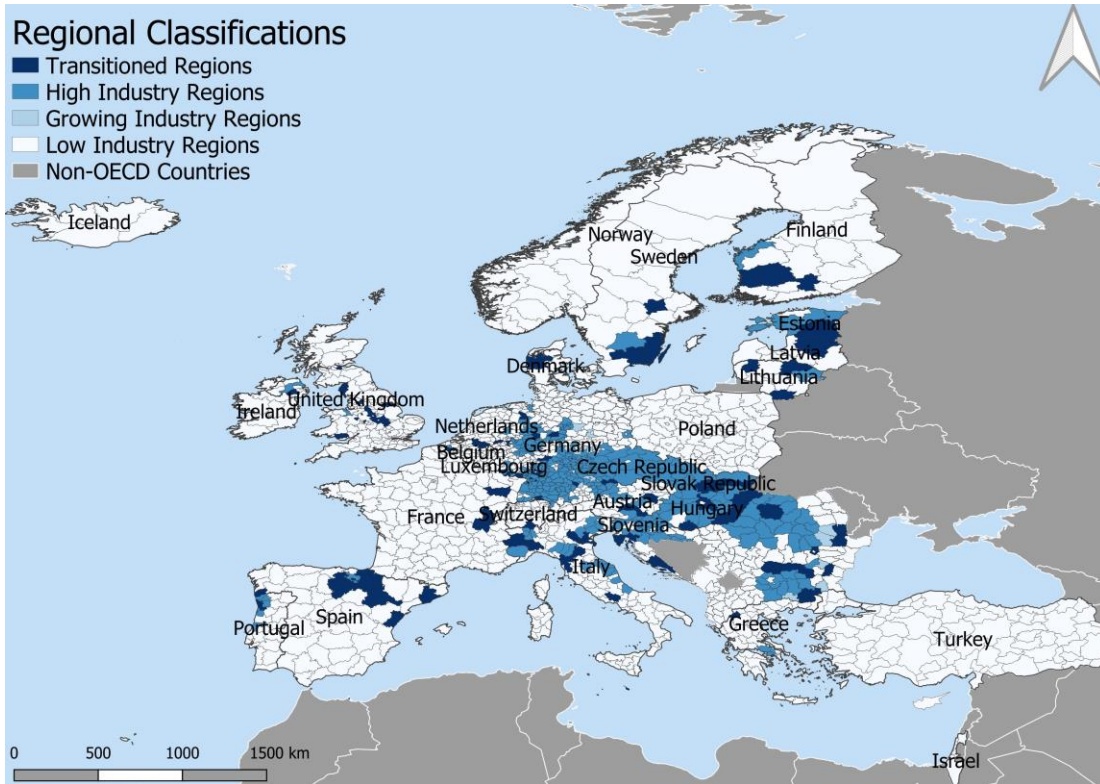 Regional Classifications
Transitioned Regions
High Industry Regions
Growing Industry Regions
Low Industry Regions
Non-OECD Countries
Iceland
Norway
Finland
Sweden
Estonia
Latvia
Denmark
Lithuania
United Kingdom
Ireland
Netherlands
Poland
Germany
Belgium
Luxembourg
Czech Republic
Slovak Republic
Austria
Hungary
France
Switzerland
Slovenia
Italy
Spain
Portugal
Greece
Turkey
Israel
0 500 1000 1500 km